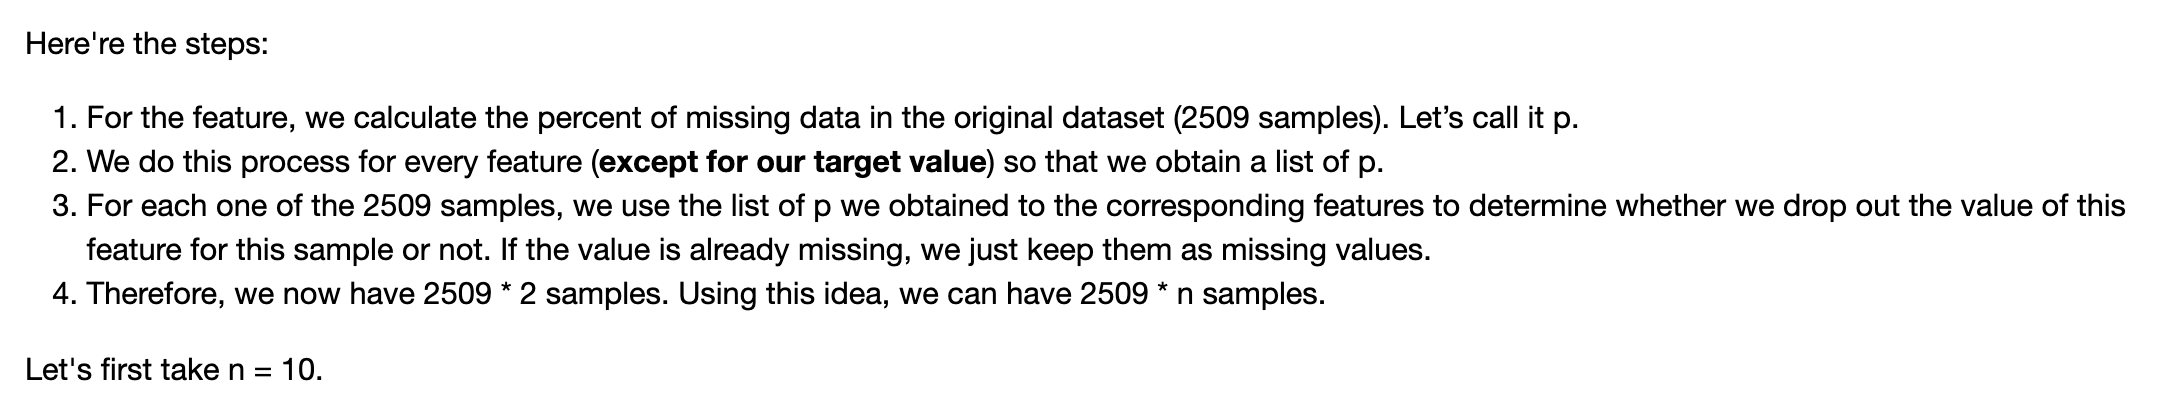 Here're the steps:
1. For the feature, we calculate the percent of missing data in the original dataset (2509 samples). Let’s call it p.
2. We do this process for every feature (except for our target value) so that we obtain a list of p.
3. For each one of the 2509 samples, we use the list of p we obtained to the corresponding features to determine whether we drop out the value of this
feature for this sample or not. If the value is already missing, we just keep them as missing values.
4. Therefore, we now have 2509 * 2 samples. Using this idea, we can have 2509 * n samples.
Let's first take n = 10.